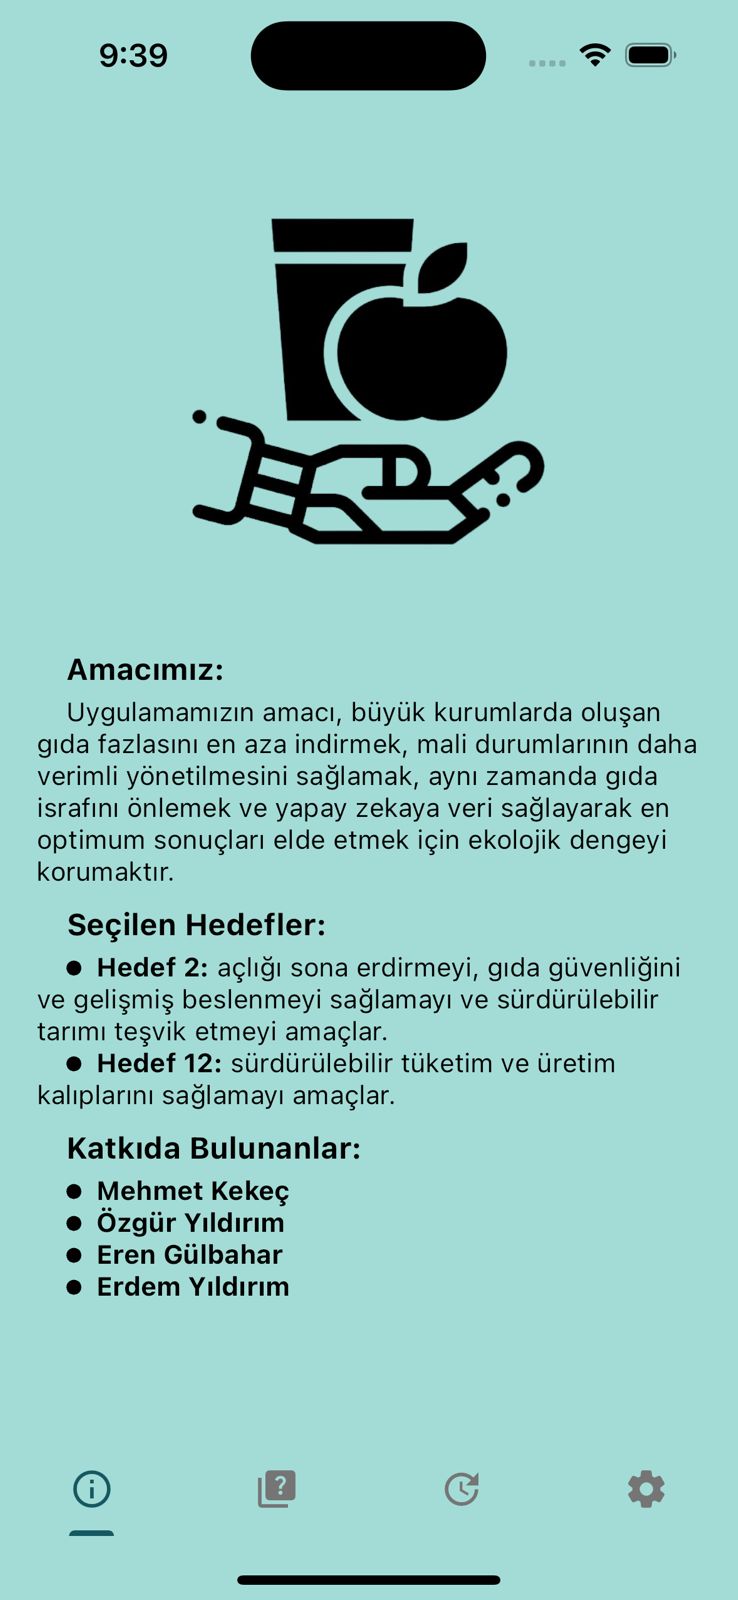 9:39
Amacımız:
Uygulamamızın amacı, büyük kurumlarda oluşan
gıda fazlasını en aza indirmek, mali durumlarının daha
verimli yönetilmesini sağlamak, aynı zamanda gıda
israfını önlemek ve yapay zekaya veri sağlayarak en
optimum sonuçları elde etmek için ekolojik dengeyi
korumaktır.
Seçilen Hedefler:
● Hedef 2: açlığı sona erdirmeyi, gıda güvenliğini
ve gelişmiş beslenmeyi sağlamayı ve sürdürülebilir
tarımı teşvik etmeyi amaçlar.
● Hedef 12: sürdürülebilir tüketim ve üretim
kalıplarını sağlamayı amaçlar.
Katkıda Bulunanlar:
● Mehmet Kekeç
● Özgür Yıldırım
● Eren Gülbahar
● Erdem Yıldırım